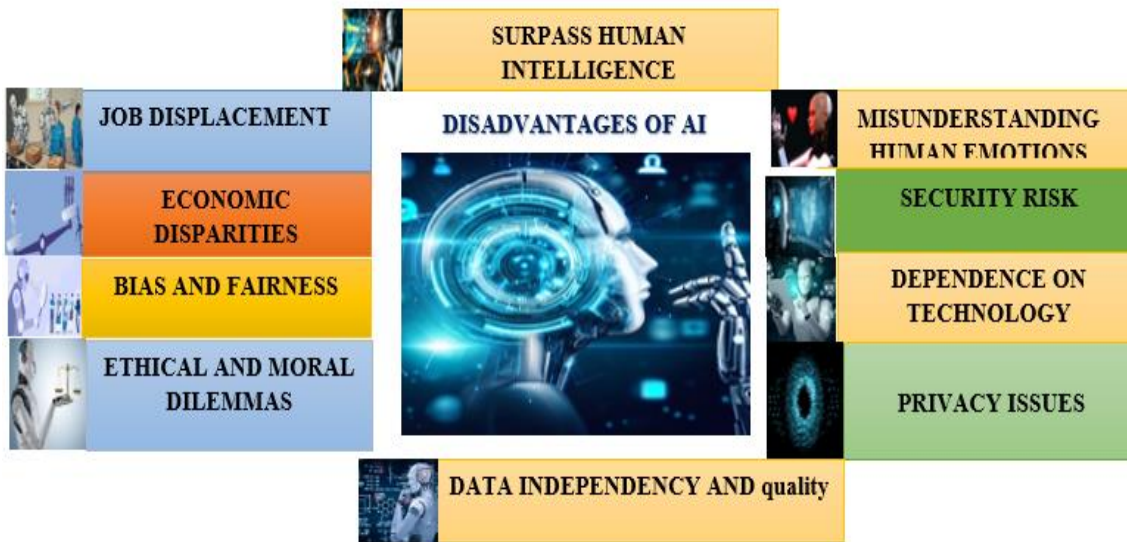 SURPASS HUMAN
INTELLIGENCE
JOB DISPLACEMENT
ECONOMIC
DISPARITIES
BIAS AND FAIRNESS
ETHICAL AND MORAL
DILEMMAS
DISADVANTAGES OF AI
MISUNDERSTANDING
HUMAN EMOTIONS
SECURITY RISK
DEPENDENCE ON
TECHNOLOGY
PRIVACY ISSUES
DATA INDEPENDENCY AND quality